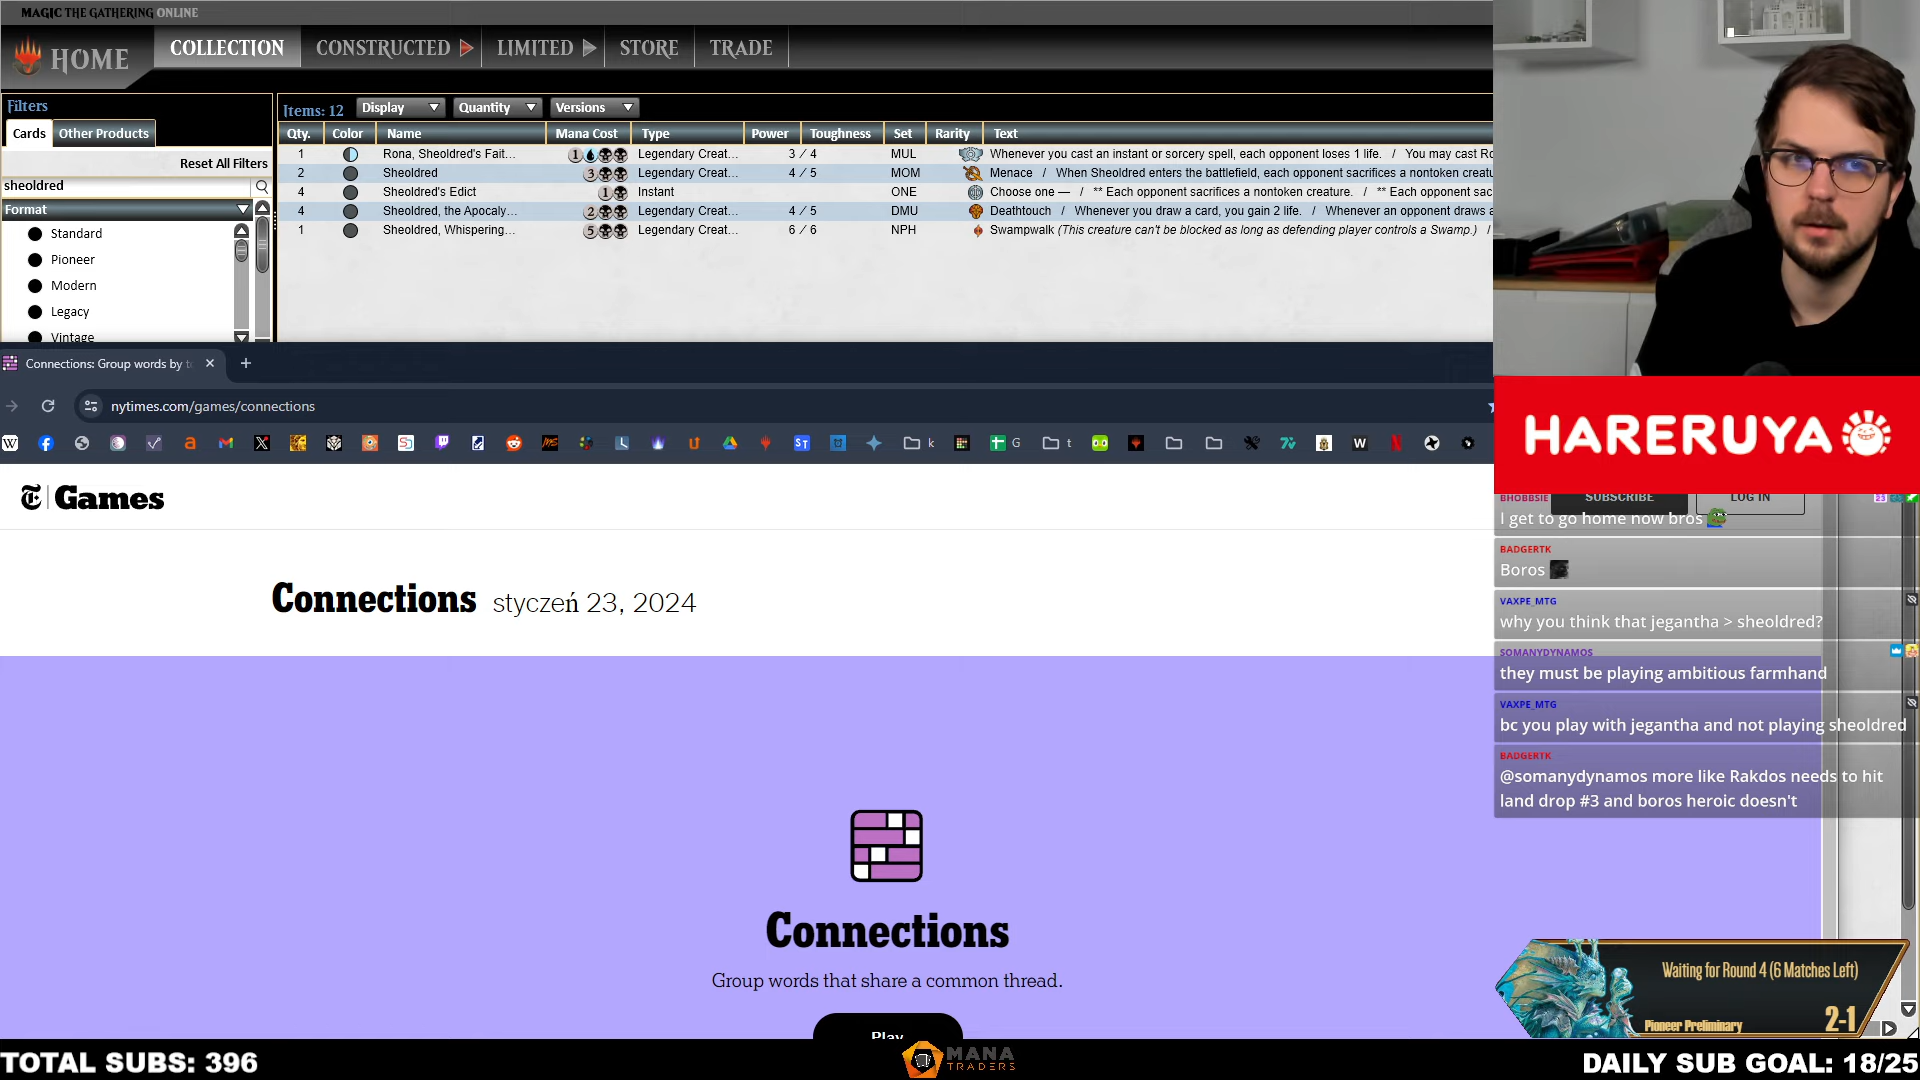 MAGIC THE GATHERING ONLINE
HOME
COLLECTION
CONSTRUCTED
LIMITED
STORE
TRADE
Filters
Cards
Other Products
Reset All Filters
sheoldred
Format
Standard
Pioneer
Modern
Legacy
Vintage
Items: 12
Display
Quantity
Versions
Qty. Color Name Mana Cost Type Power Toughness Set Rarity Text
1 Rona, Sheoldred's Fait... 1 Legendary Creat... 3 / 4 MUL Whenever you cast an instant or sorcery spell, each opponent loses 1 life. / You may cast Ro
2 Sheoldred 3 Legendary Creat... 4 / 5 MOM Menace / When Sheoldred enters the battlefield, each opponent sacrifices a nontoken creatu
4 Sheoldred's Edict 1 Instant ONE Choose one — / ** Each opponent sacrifices a nontoken creature. / ** Each opponent sac
4 Sheoldred, the Apocaly... 2 Legendary Creat... 4 / 5 DMU Deathtouch / Whenever you draw a card, you gain 2 life. / Whenever an opponent draws a
1 Sheoldred, Whispering... 5 Legendary Creat... 6 / 6 NPH Swampwalk (This creature can't be blocked as long as defending player controls a Swamp.) /
Connections: Group words by t
nytimes.com/games/connections
k
G
t
Games
Connections styczeń 23, 2024
Connections
Group words that share a common thread.
Play
HARERUYA
SUBSCRIBE
LOG IN
BHOBBSIE
I get to go home now bros
BADGERTK
Boros
VAXPE_MTG
why you think that jegantha > sheoldred?
SOMANYDYNAMOS
they must be playing ambitious farmhand
VAXPE_MTG
bc you play with jegantha and not playing sheoldred
BADGERTK
@somanydynamos more like Rakdos needs to hit
land drop #3 and boros heroic doesn't
Waiting for Round 4 (6 Matches Left)
Pioneer Preliminary
2-1
TOTAL SUBS: 396
MANA
TRADERS
DAILY SUB GOAL: 18/25